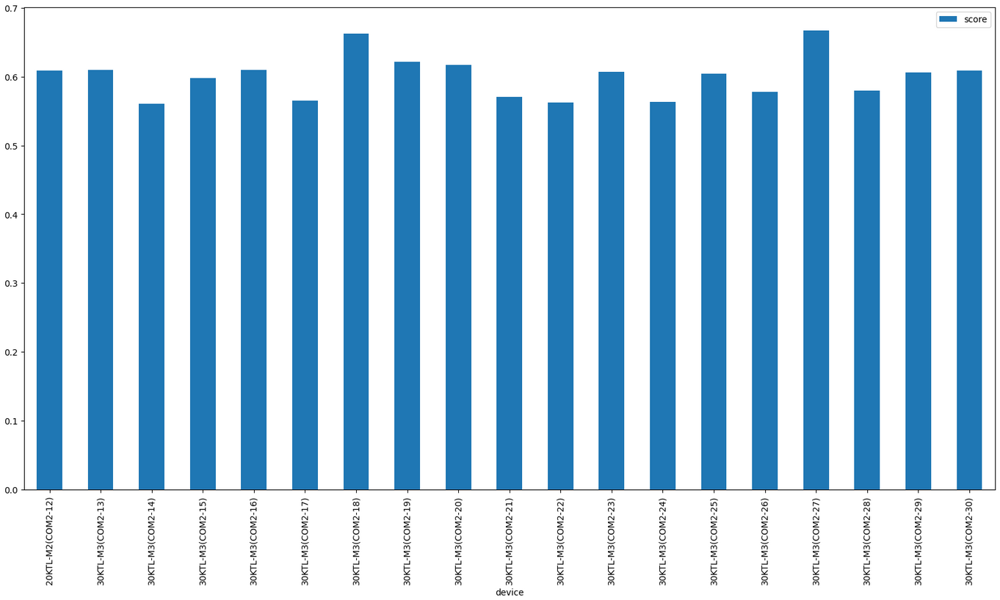 score
0.7
0.6
0.5
0.4
0.3
0.2
0.1
0.0
20KTL-M2(COM2-12)
30KTL-M3(COM2-13)
30KTL-M3(COM2-14)
30KTL-M3(COM2-15)
30KTL-M3(COM2-16)
30KTL-M3(COM2-17)
30KTL-M3(COM2-18)
30KTL-M3(COM2-19)
30KTL-M3(COM2-20)
30KTL-M3(COM2-21)
30KTL-M3(COM2-22)
30KTL-M3(COM2-23)
30KTL-M3(COM2-24)
30KTL-M3(COM2-25)
30KTL-M3(COM2-26)
30KTL-M3(COM2-27)
30KTL-M3(COM2-28)
30KTL-M3(COM2-29)
30KTL-M3(COM2-30)
device